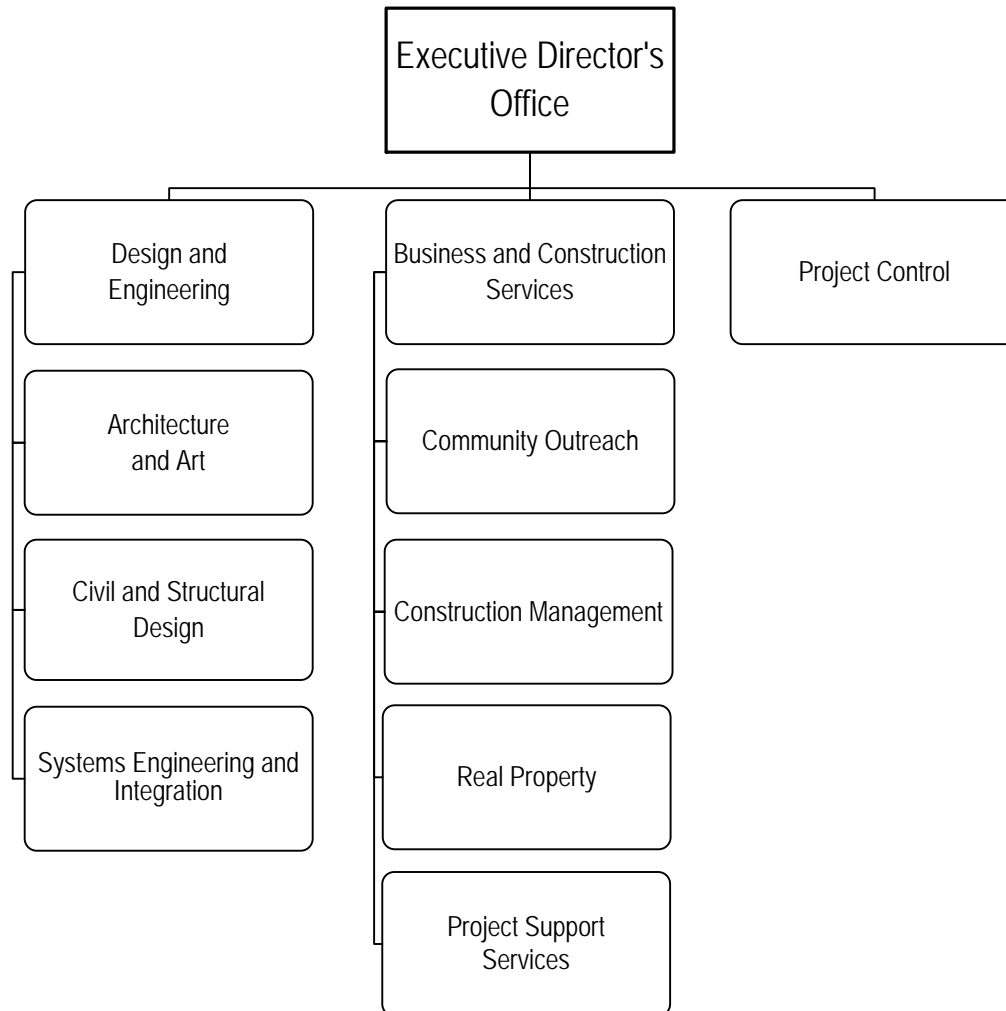 Executive Director's
Office
Design and
Engineering
Business and Construction
Services
Project Control
Architecture
and Art
Community Outreach
Civil and Structural
Design
Construction Management
Systems Engineering and
Integration
Real Property
Project Support
Services